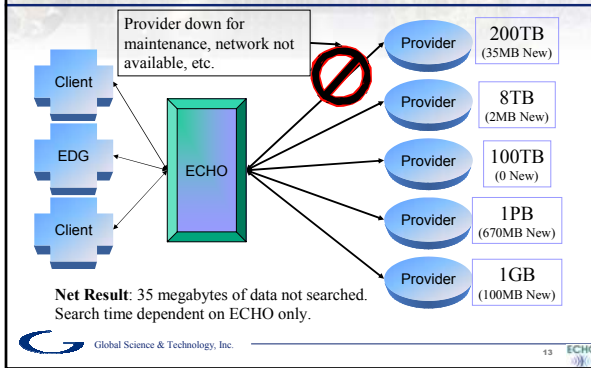 Provider down for
maintenance, network not
available, etc.
Client
EDG
Client
ECHO
Provider
200TB
(35MB New)
Provider
8TB
(2MB New)
Provider
100TB
(0 New)
Provider
1PB
(670MB New)
Provider
1GB
(100MB New)
Net Result: 35 megabytes of data not searched.
Search time dependent on ECHO only.
Global Science & Technology, Inc.
13
ECHO